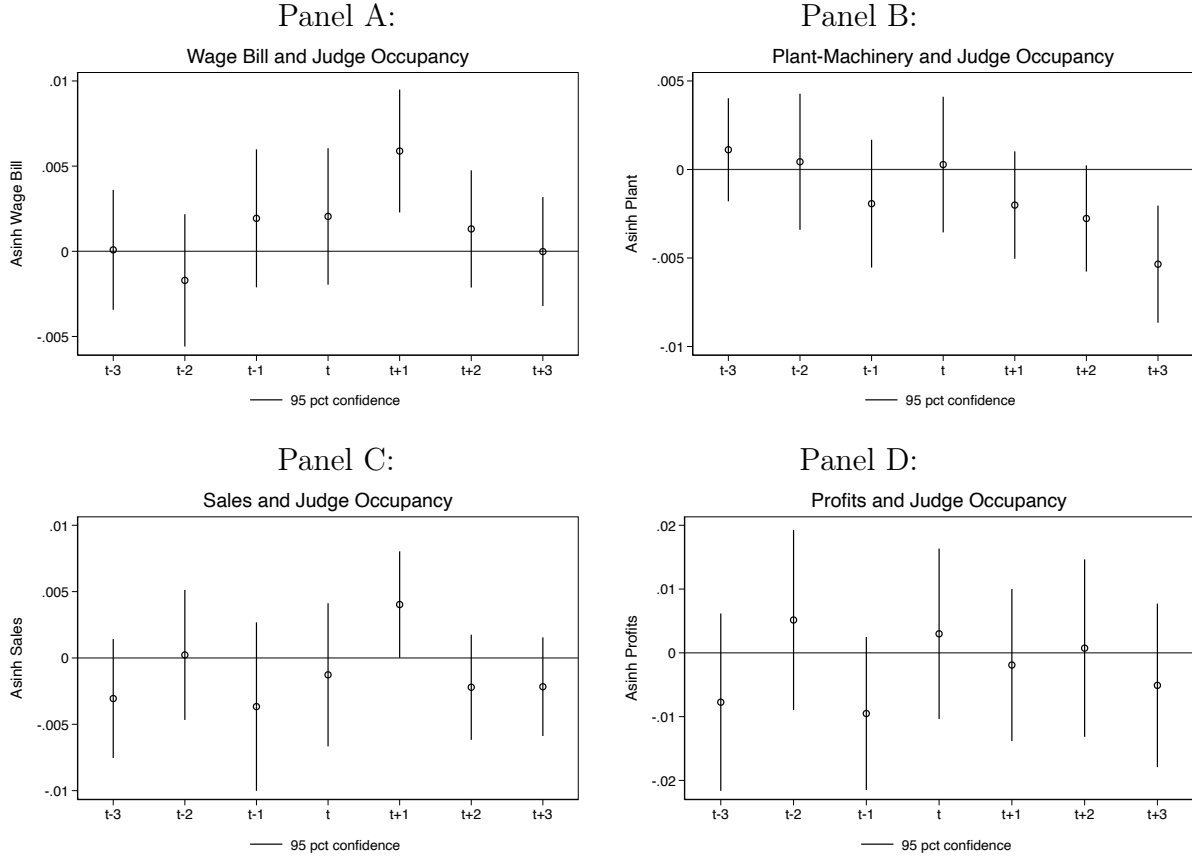 Panel A:
Wage Bill and Judge Occupancy
Asinh Wage Bill
.01
.005
0
-.005
t-3 t-2 t-1 t t+1 t+2 t+3
95 pct confidence
Panel B:
Plant-Machinery and Judge Occupancy
Asinh Plant
.005
0
-.005
-.01
t-3 t-2 t-1 t t+1 t+2 t+3
95 pct confidence
Panel C:
Sales and Judge Occupancy
Asinh Sales
.01
.005
0
-.005
-.01
t-3 t-2 t-1 t t+1 t+2 t+3
95 pct confidence
Panel D:
Profits and Judge Occupancy
Asinh Profits
.02
.01
0
-.01
-.02
t-3 t-2 t-1 t t+1 t+2 t+3
95 pct confidence